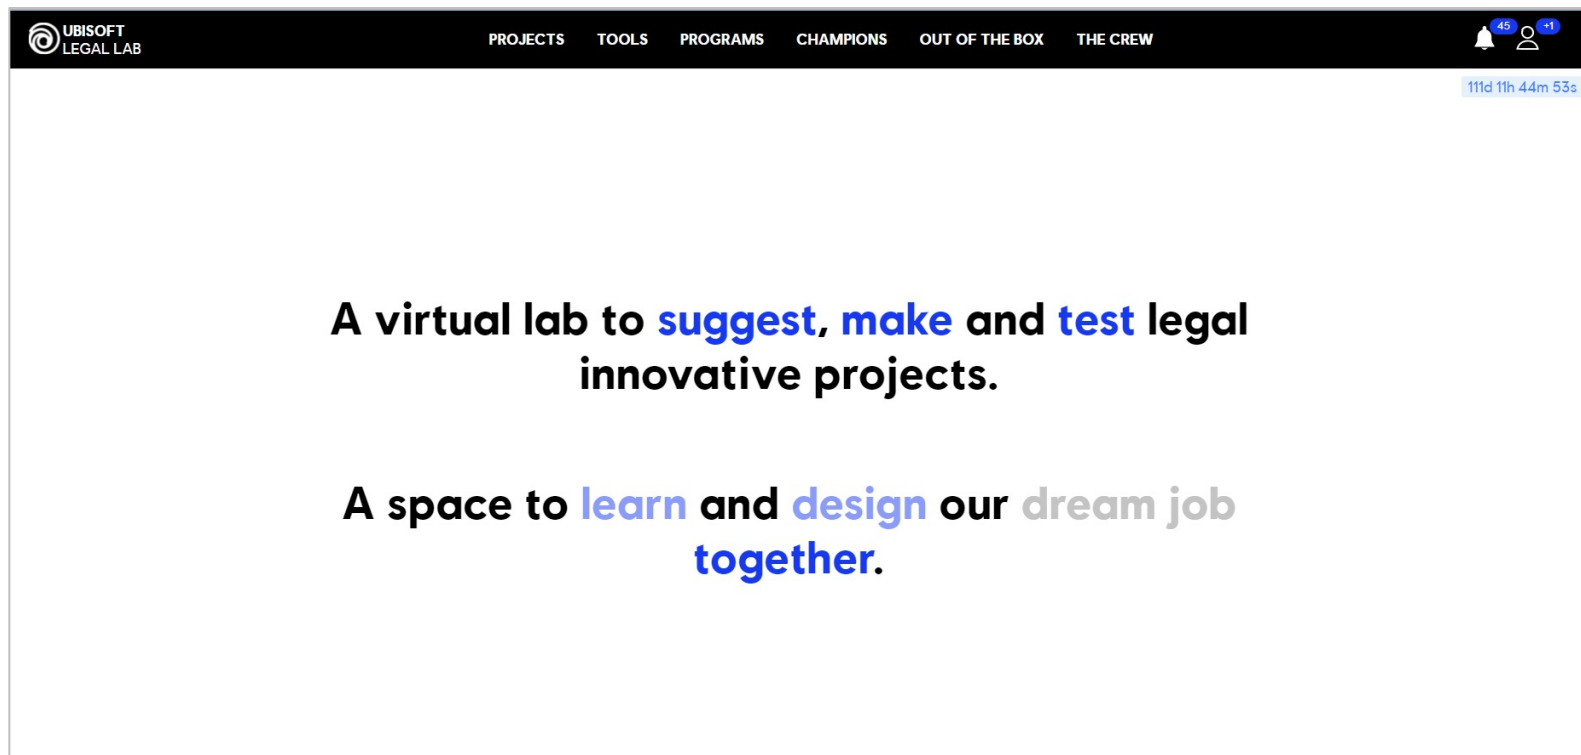 UBISOFT
LEGAL LAB
PROJECTS TOOLS PROGRAMS CHAMPIONS OUT OF THE BOX THE CREW
45 +1
111d 11h 44m 53s
A virtual lab to suggest, make and test legal
innovative projects.
A space to learn and design our dream job
together.